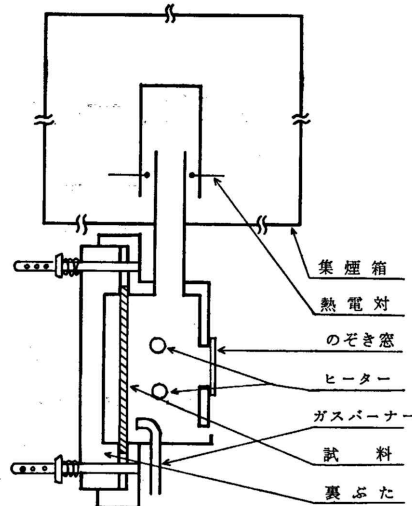 集煙箱
熱電対
のぞき窓
ヒーター
ガスバーナー
試料
裏ぶた